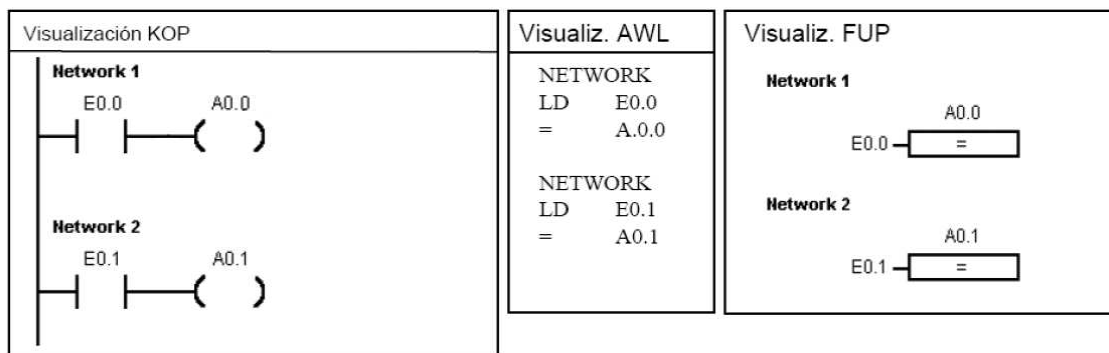 Visualización KOP
Network 1
E0.0 A0.0
Network 2
E0.1 A0.1
Visualiz. AWL
NETWORK
LD E0.0
= A.0.0
NETWORK
LD E0.1
= A0.1
Visualiz. FUP
Network 1
A0.0
E0.0 =
Network 2
A0.1
E0.1 =